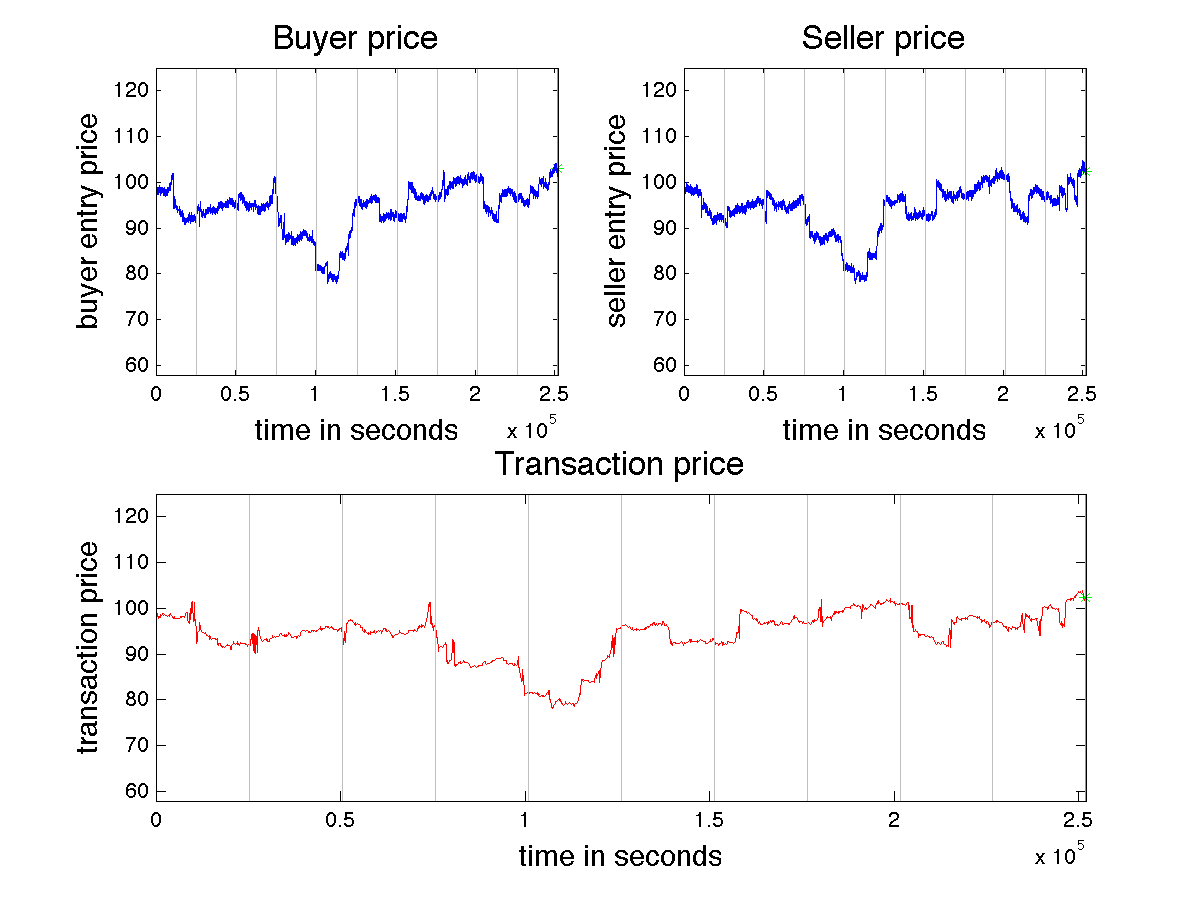 Buyer price
buyer entry price
120
110
100
90
80
70
60
0 0.5 1 1.5 2 2.5
x 10^5
time in seconds
Seller price
seller entry price
120
110
100
90
80
70
60
0 0.5 1 1.5 2 2.5
x 10^5
time in seconds
Transaction price
transaction price
120
110
100
90
80
70
60
0 0.5 1 1.5 2 2.5
x 10^5
time in seconds